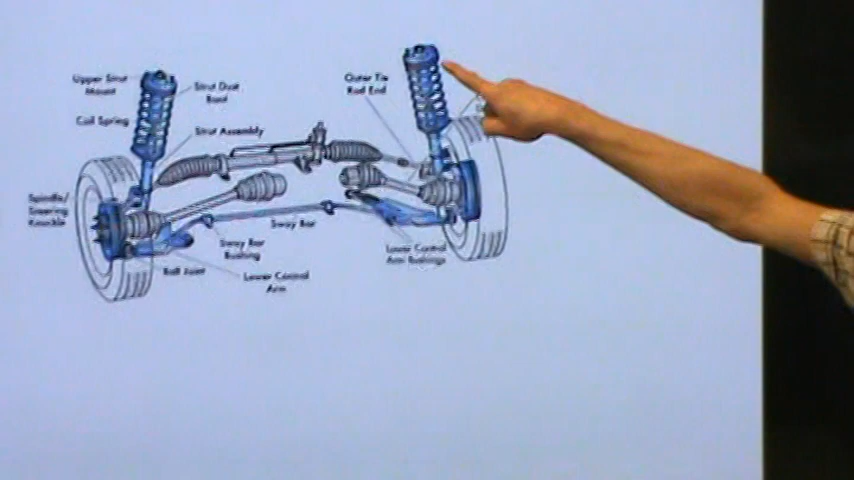 Upper Strut
Mount
Strut Dust
Boot
Coil Spring
Strut Assembly
Outer Tie
Rod End
Spindle/
Steering
Knuckle
Sway Bar
Sway Bar
Bushing
Ball Joint
Lower Control
Arm
Lower Control
Arm Bushings